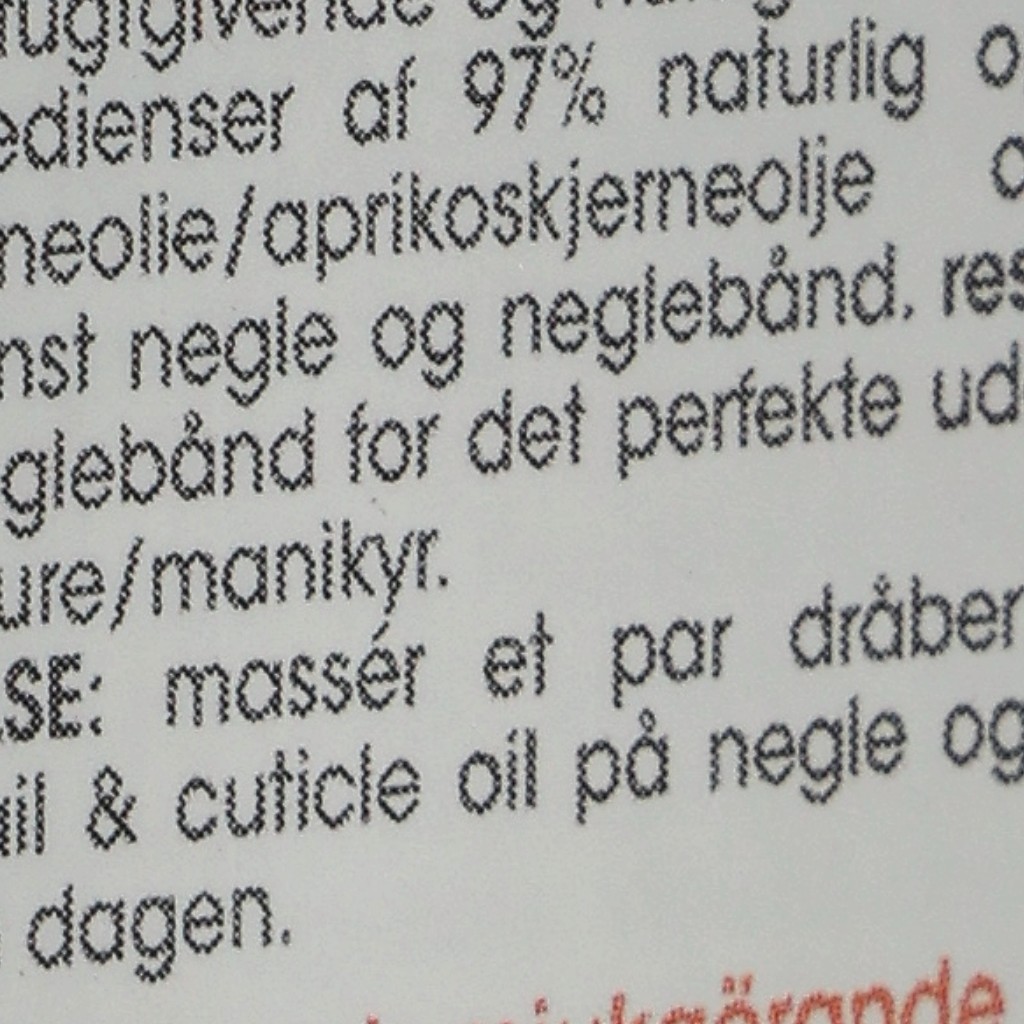 edienser af 97% naturlig
neolie/aprikoskjerneolje
nst negle og neglebånd, res
glebånd for det perfekte ud
ure/manikyr.
SE: massér et par dråber
il & cuticle oil på negle og
dagen.